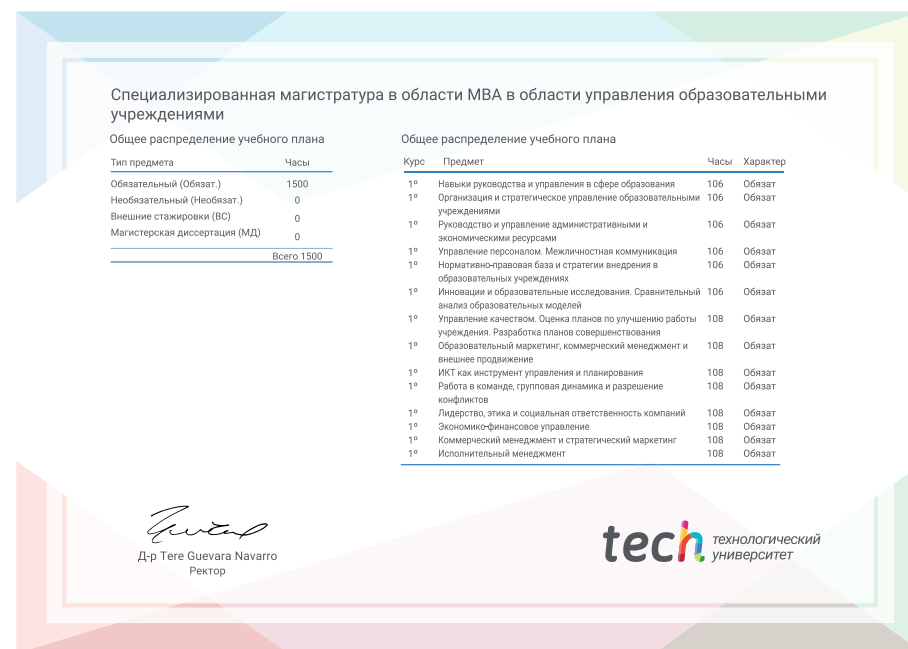 Специализированная магистратура в области MBA в области управления образовательными
учреждениями
Общее распределение учебного плана
Тип предмета Часы
Обязательный (Обязат.) 1500
Необязательный (Необязат.) 0
Внешние стажировки (ВС) 0
Магистерская диссертация (МД) 0
Всего 1500
Общее распределение учебного плана
Курс Предмет Часы Характер
1º Навыки руководства и управления в сфере образования 106 Обязат
1º Организация и стратегическое управление образовательными 106 Обязат
учреждениями
1º Руководство и управление административными и 106 Обязат
экономическими ресурсами
1º Управление персоналом. Межличностная коммуникация 106 Обязат
1º Нормативно-правовая база и стратегии внедрения в 106 Обязат
образовательных учреждениях
1º Инновации и образовательные исследования. Сравнительный 106 Обязат
анализ образовательных моделей
1º Управление качеством. Оценка планов по улучшению работы 108 Обязат
учреждения. Разработка планов совершенствования
1º Образовательный маркетинг, коммерческий менеджмент и 108 Обязат
внешнее продвижение
1º ИКТ как инструмент управления и планирования 108 Обязат
1º Работа в команде, групповая динамика и разрешение 108 Обязат
конфликтов
1º Лидерство, этика и социальная ответственность компаний 108 Обязат
1º Экономико-финансовое управление 108 Обязат
1º Коммерческий менеджмент и стратегический маркетинг 108 Обязат
1º Исполнительный менеджмент 108 Обязат
Д-р Tere Guevara Navarro
Ректор
tech технологический
университет